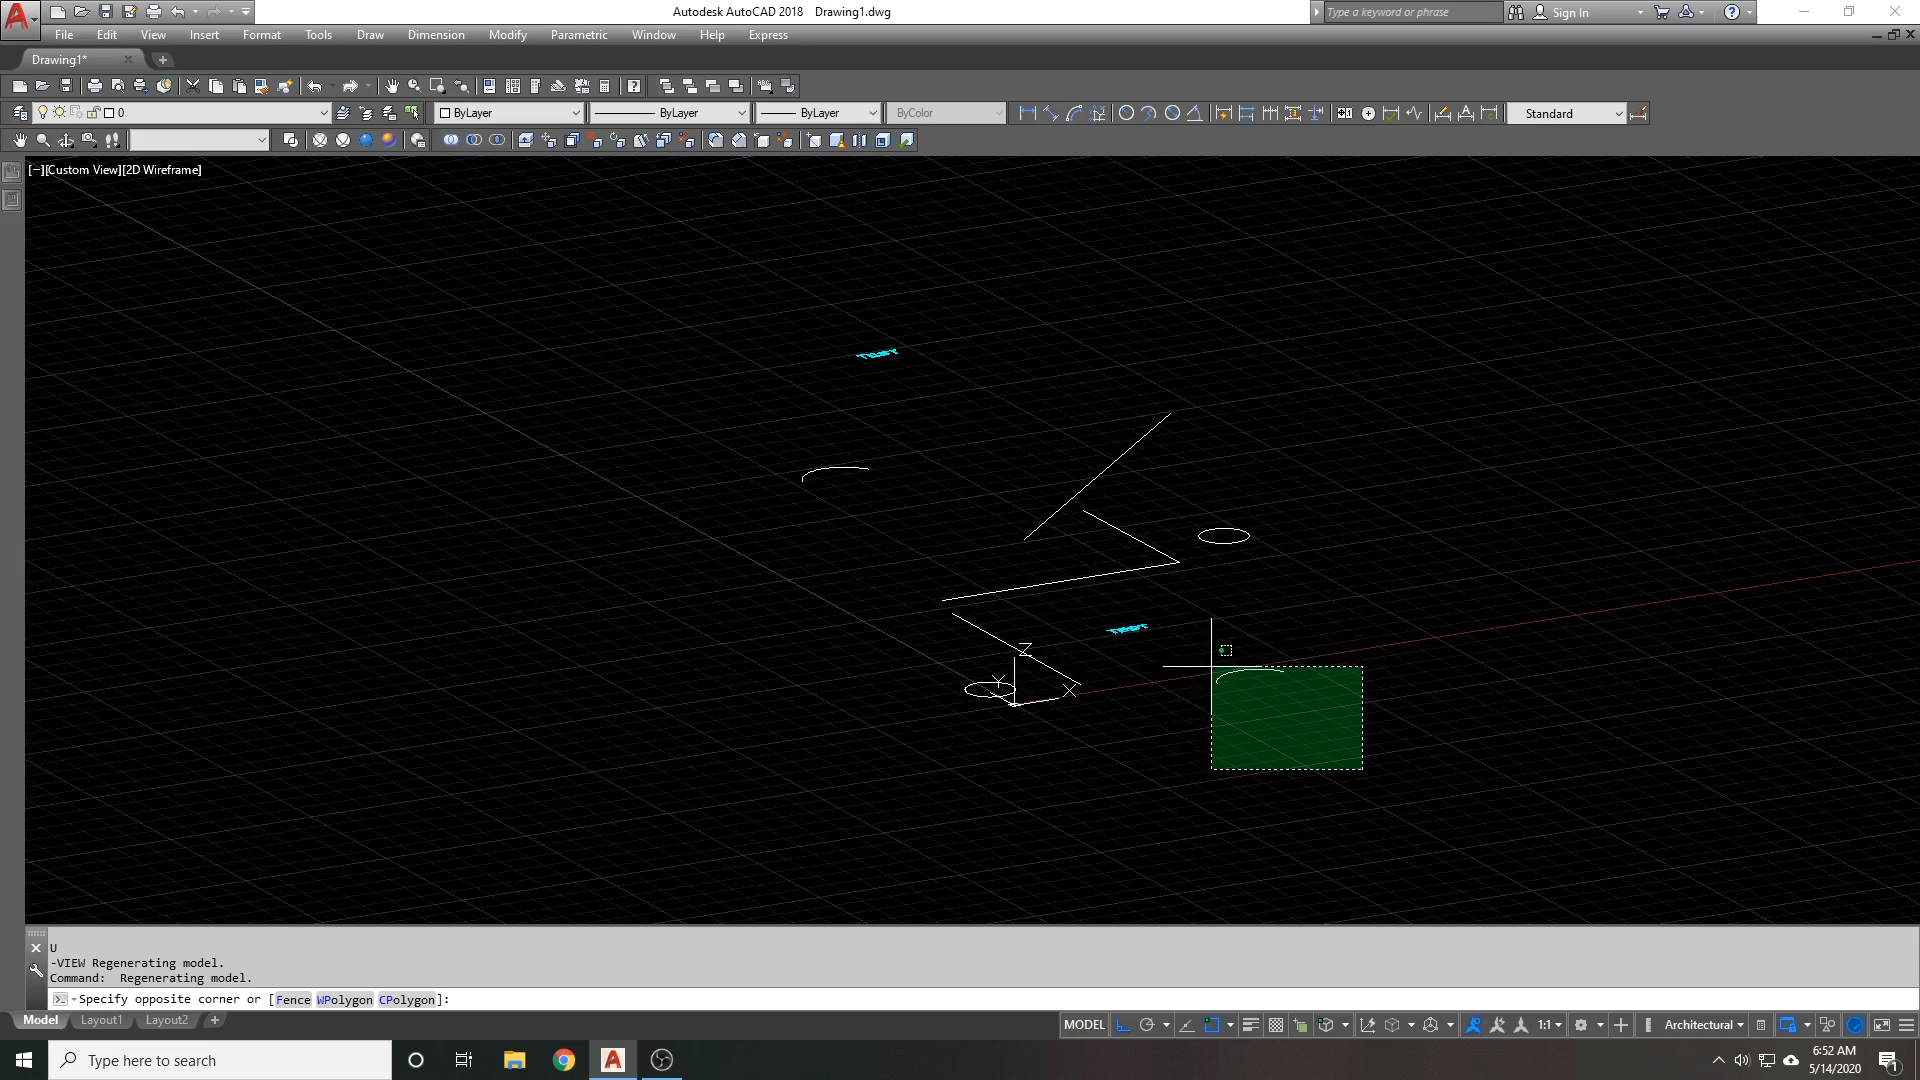 Autodesk AutoCAD 2018 Drawing1.dwg
Type a keyword or phrase
Sign In
File Edit View Insert Format Tools Draw Dimension Modify Parametric Window Help Express
Drawing1*
0
ByLayer
ByLayer
ByLayer
ByColor
Standard
[−][Custom View][2D Wireframe]
Z
Y
X
U
-VIEW Regenerating model.
Command:  Regenerating model.
Specify opposite corner or [Fence WPolygon CPolygon]:
Model Layout1 Layout2 +
MODEL
1:1
Architectural
Type here to search
6:52 AM
5/14/2020
1